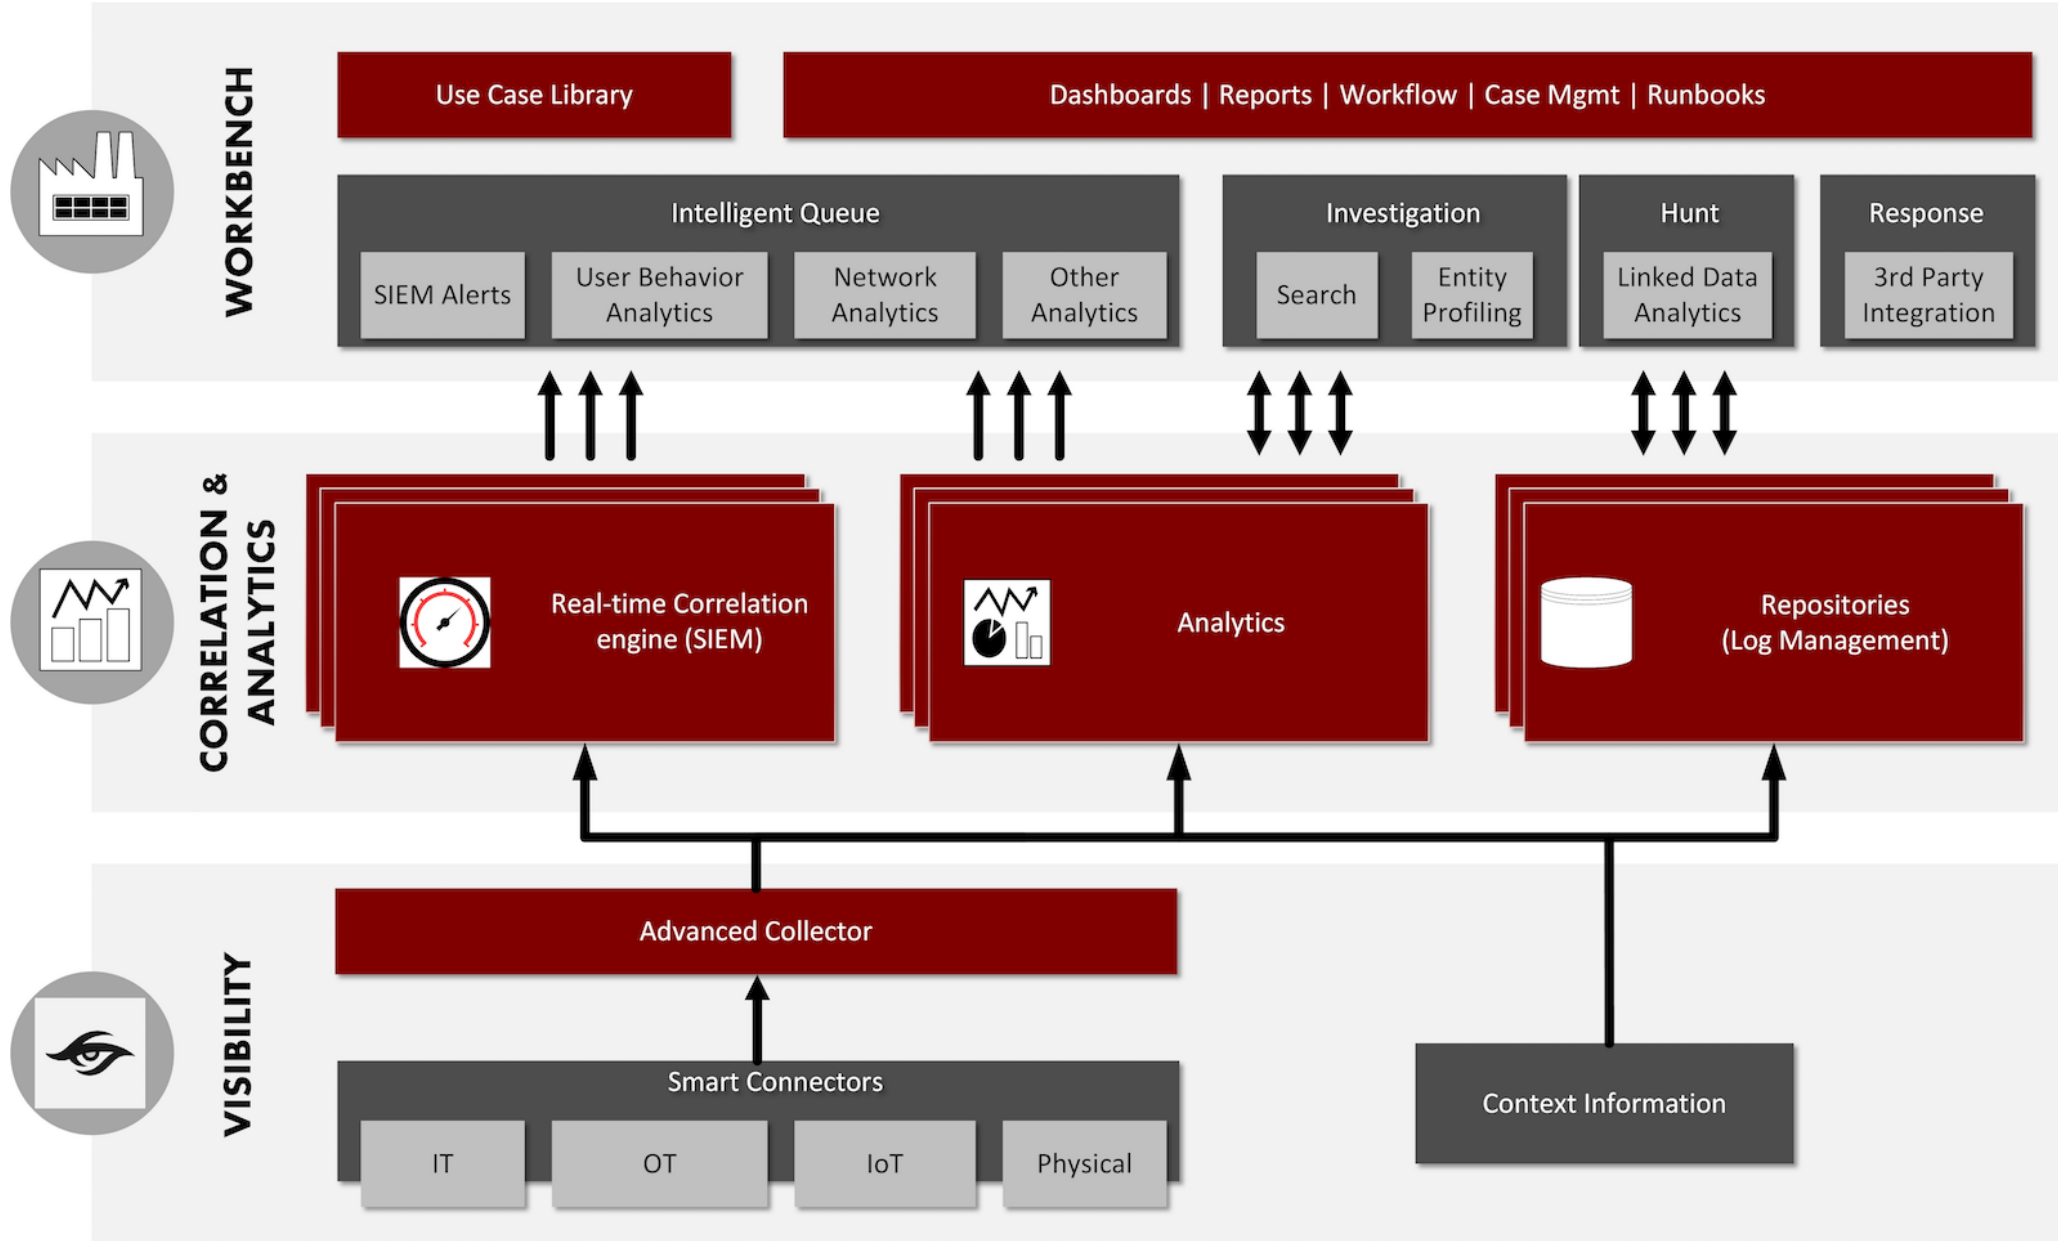 WORKBENCH
Use Case Library
Dashboards | Reports | Workflow | Case Mgmt | Runbooks
Intelligent Queue
SIEM Alerts
User Behavior
Analytics
Network
Analytics
Other
Analytics
Investigation
Search
Entity
Profiling
Hunt
Linked Data
Analytics
Response
3rd Party
Integration
CORRELATION &
ANALYTICS
Real-time Correlation
engine (SIEM)
Analytics
Repositories
(Log Management)
VISIBILITY
Advanced Collector
Smart Connectors
IT
OT
IoT
Physical
Context Information